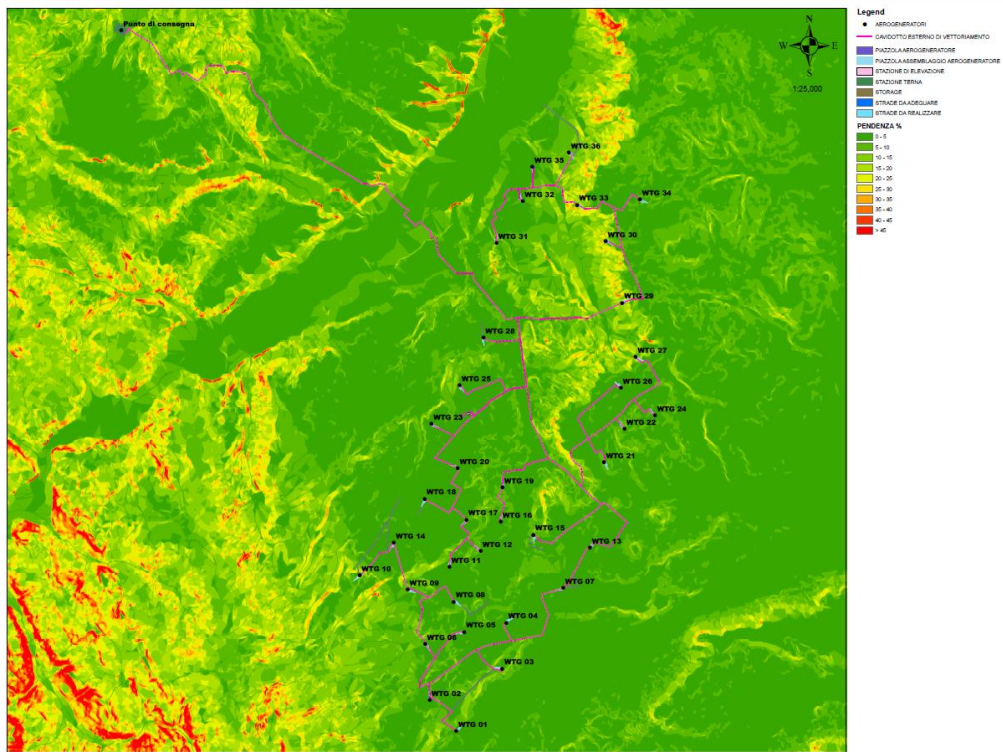 Punto di consegna
WTG 36
WTG 35
WTG 34
WTG 33
WTG 32
WTG 31
WTG 30
WTG 29
WTG 28
WTG 27
WTG 26
WTG 25
WTG 24
WTG 23
WTG 22
WTG 21
WTG 20
WTG 19
WTG 18
WTG 17
WTG 16
WTG 15
WTG 14
WTG 13
WTG 12
WTG 11
WTG 10
WTG 09
WTG 08
WTG 07
WTG 06
WTG 05
WTG 04
WTG 03
WTG 02
WTG 01
N
W E
S
1:25,000
Legend
AEROGENERATORI
CAVIDOTTO ESTERNO DI VETTORIAMENTO
PIAZZOLA AEROGENERATORE
PIAZZOLA ASSEMBLAGGIO AEROGENERATORE
STAZIONE DI ELEVAZIONE
STAZIONE TERNA
STORAGE
STRADE DA ADEGUARE
STRADE DA REALIZZARE
PENDENZA %
0 - 5
5 - 10
10 - 15
15 - 20
20 - 25
25 - 30
30 - 35
35 - 40
40 - 45
> 45